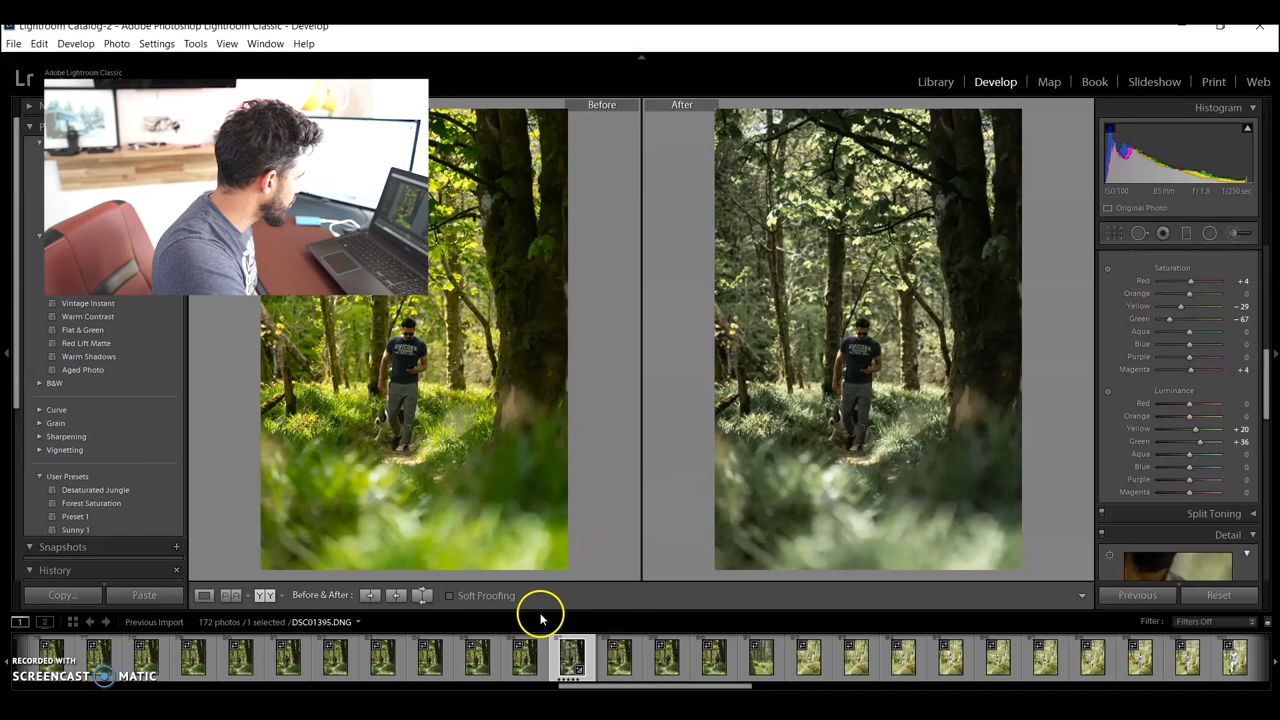 Lightroom Catalog-2 - Adobe Photoshop Lightroom Classic - Develop
File Edit Develop Photo Settings Tools View Window Help
Lr
Adobe Lightroom Classic
Library Develop Map Book Slideshow Print Web
Before After
Histogram
ISO 100 85 mm f / 1.8 1/250 sec
Original Photo
Saturation
Red +4
Orange 0
Yellow -29
Green -67
Aqua 0
Blue 0
Purple 0
Magenta +4
Luminance
Red 0
Orange 0
Yellow +20
Green +36
Aqua 0
Blue 0
Purple 0
Magenta 0
Split Toning
Detail
Previous Reset
Vintage Instant
Warm Contrast
Flat & Green
Red Lift Matte
Warm Shadows
Aged Photo
B&W
Curve
Grain
Sharpening
Vignetting
User Presets
Desaturated Jungle
Forest Saturation
Preset 1
Sunny 1
Snapshots +
History ×
Copy... Paste
UNICORN
UNICORN
YY Before & After : Soft Proofing
1 2 Previous Import 172 photos / 1 selected / DSC01395.DNG Filter : Filters Off
RECORDED WITH
SCREENCAST MATIC